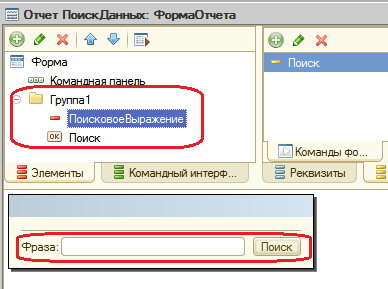 Отчет ПоискДанных: ФормаОтчета
Форма
Командная панель
Группа1
ПоисковоеВыражение
OK Поиск
Элементы
Командный интерф...
Поиск
Команды фо...
Реквизиты
Фраза:
Поиск